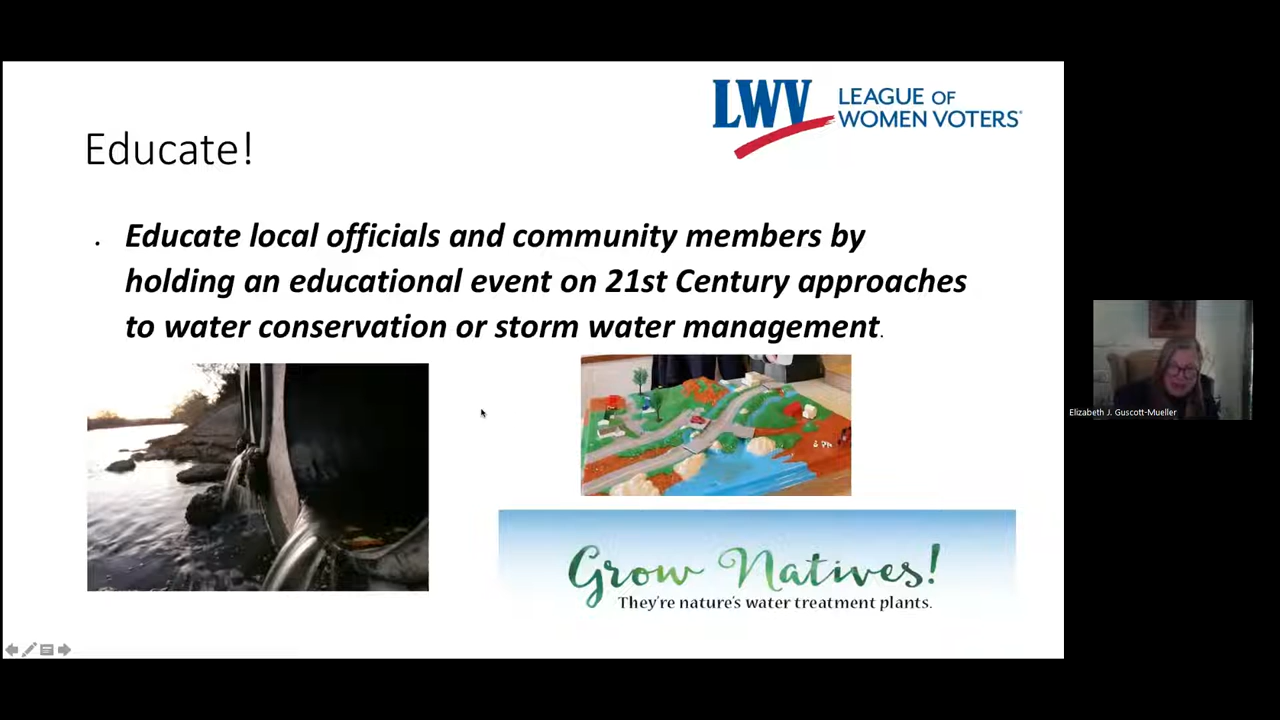 LWV LEAGUE OF
WOMEN VOTERS®
Educate!
. Educate local officials and community members by
holding an educational event on 21st Century approaches
to water conservation or storm water management.
Grow Natives!
They're nature's water treatment plants.
Elizabeth J. Guscott-Mueller